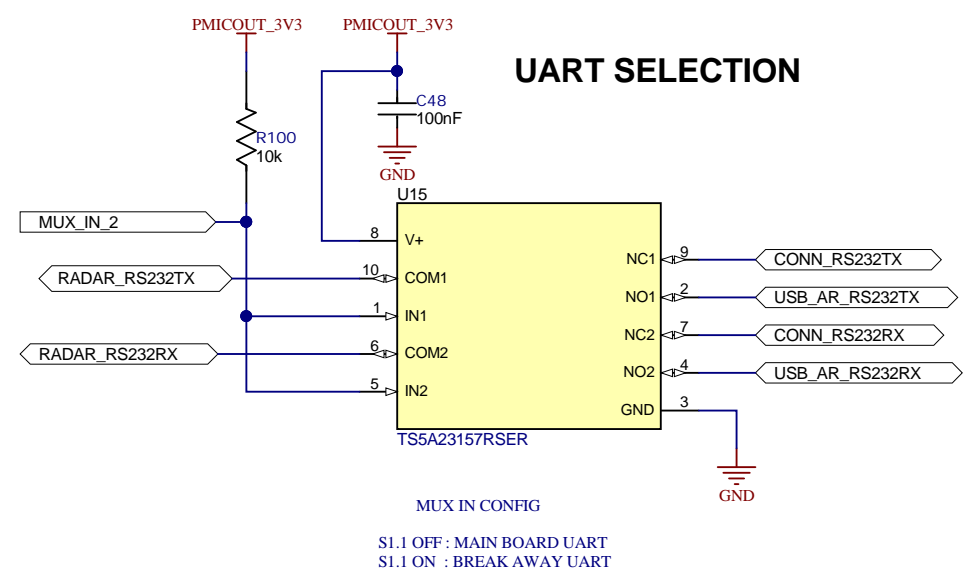 PMICOUT_3V3
PMICOUT_3V3
UART SELECTION
C48
100nF
R100
10k
GND
U15
MUX_IN_2
8
V+
NC1
9
CONN_RS232TX
RADAR_RS232TX
10
COM1
NO1
2
USB_AR_RS232TX
1
IN1
NC2
7
CONN_RS232RX
RADAR_RS232RX
6
COM2
NO2
4
USB_AR_RS232RX
5
IN2
GND
3
TS5A23157RSER
GND
MUX IN CONFIG
S1.1 OFF : MAIN BOARD UART
S1.1 ON : BREAK AWAY UART